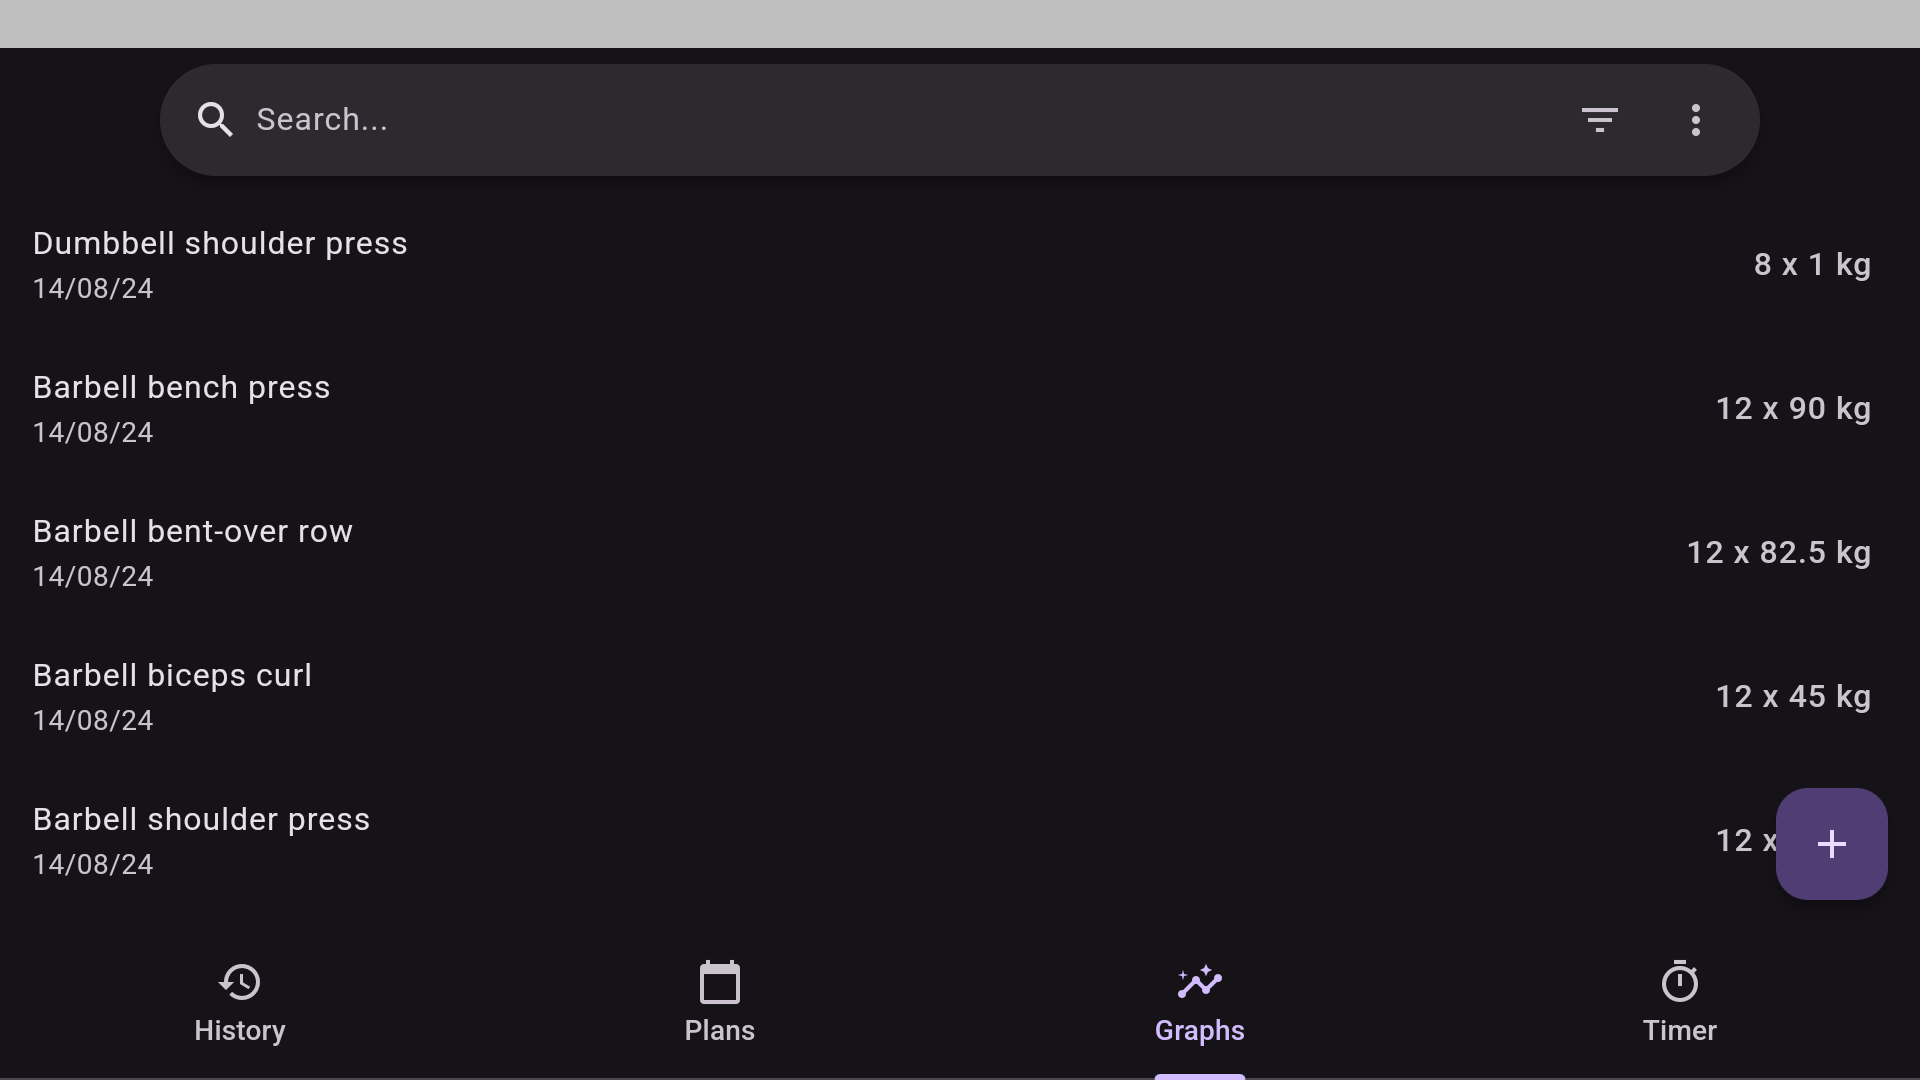 Search...
Dumbbell shoulder press
14/08/24
8 x 1 kg
Barbell bench press
14/08/24
12 x 90 kg
Barbell bent-over row
14/08/24
12 x 82.5 kg
Barbell biceps curl
14/08/24
12 x 45 kg
Barbell shoulder press
14/08/24
12 x
History
Plans
Graphs
Timer